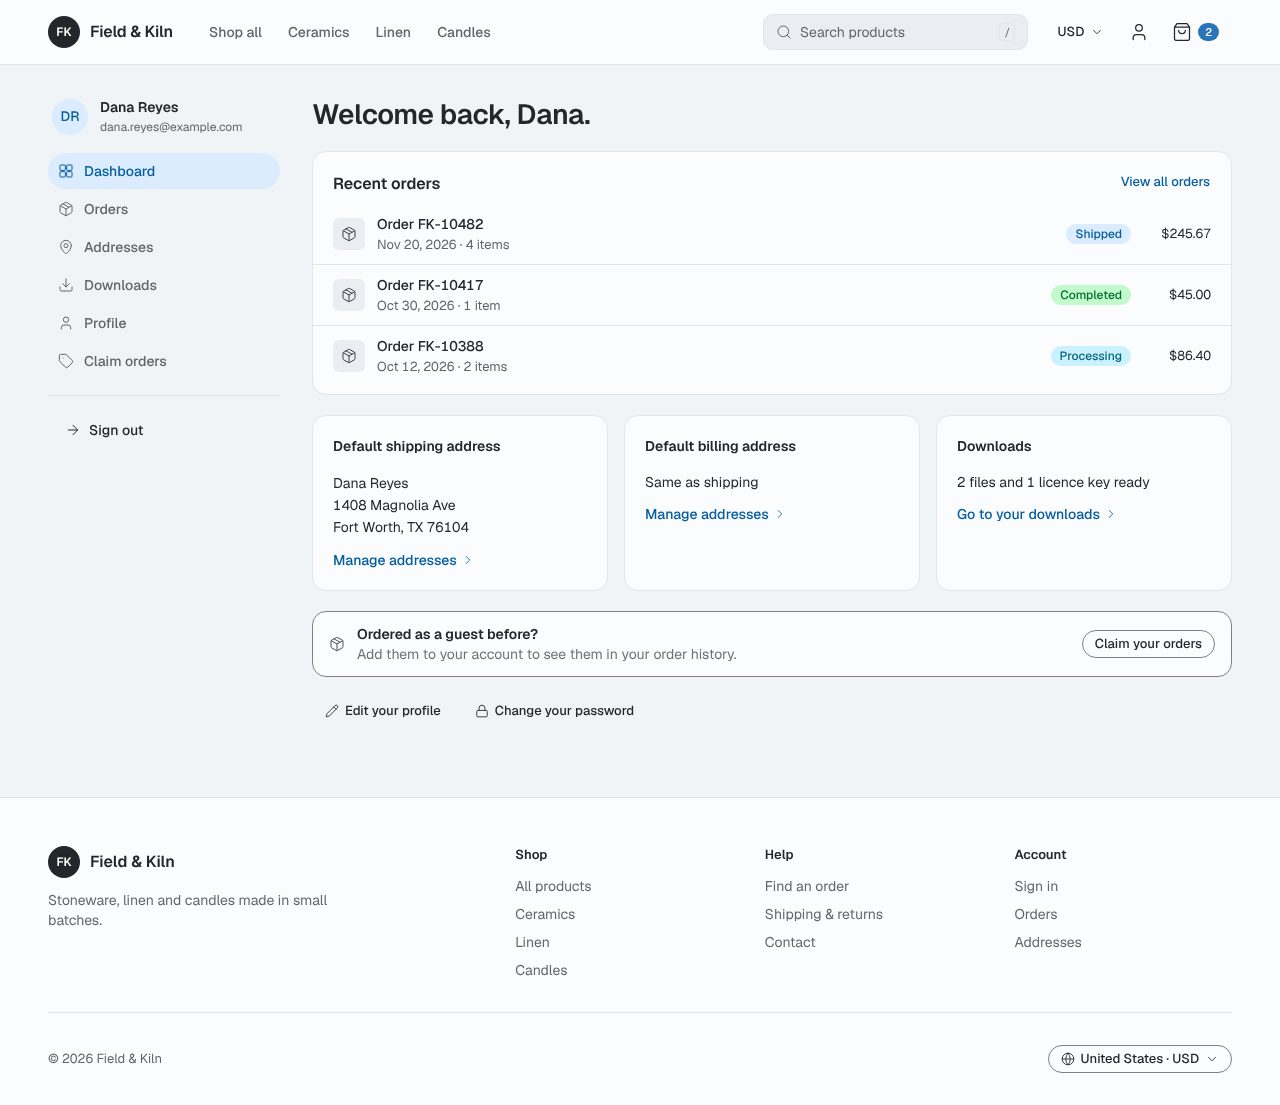 FK Field & Kiln Shop all Ceramics Linen Candles Search products / USD 2
DR Dana Reyes
dana.reyes@example.com
Dashboard
Orders
Addresses
Downloads
Profile
Claim orders
Sign out
Welcome back, Dana.
Recent orders View all orders
Order FK-10482
Nov 20, 2026 · 4 items
Shipped $245.67
Order FK-10417
Oct 30, 2026 · 1 item
Completed $45.00
Order FK-10388
Oct 12, 2026 · 2 items
Processing $86.40
Default shipping address
Dana Reyes
1408 Magnolia Ave
Fort Worth, TX 76104
Manage addresses
Default billing address
Same as shipping
Manage addresses
Downloads
2 files and 1 licence key ready
Go to your downloads
Ordered as a guest before?
Add them to your account to see them in your order history.
Claim your orders
Edit your profile Change your password
FK Field & Kiln
Stoneware, linen and candles made in small
batches.
Shop
All products
Ceramics
Linen
Candles
Help
Find an order
Shipping & returns
Contact
Account
Sign in
Orders
Addresses
© 2026 Field & Kiln
United States · USD